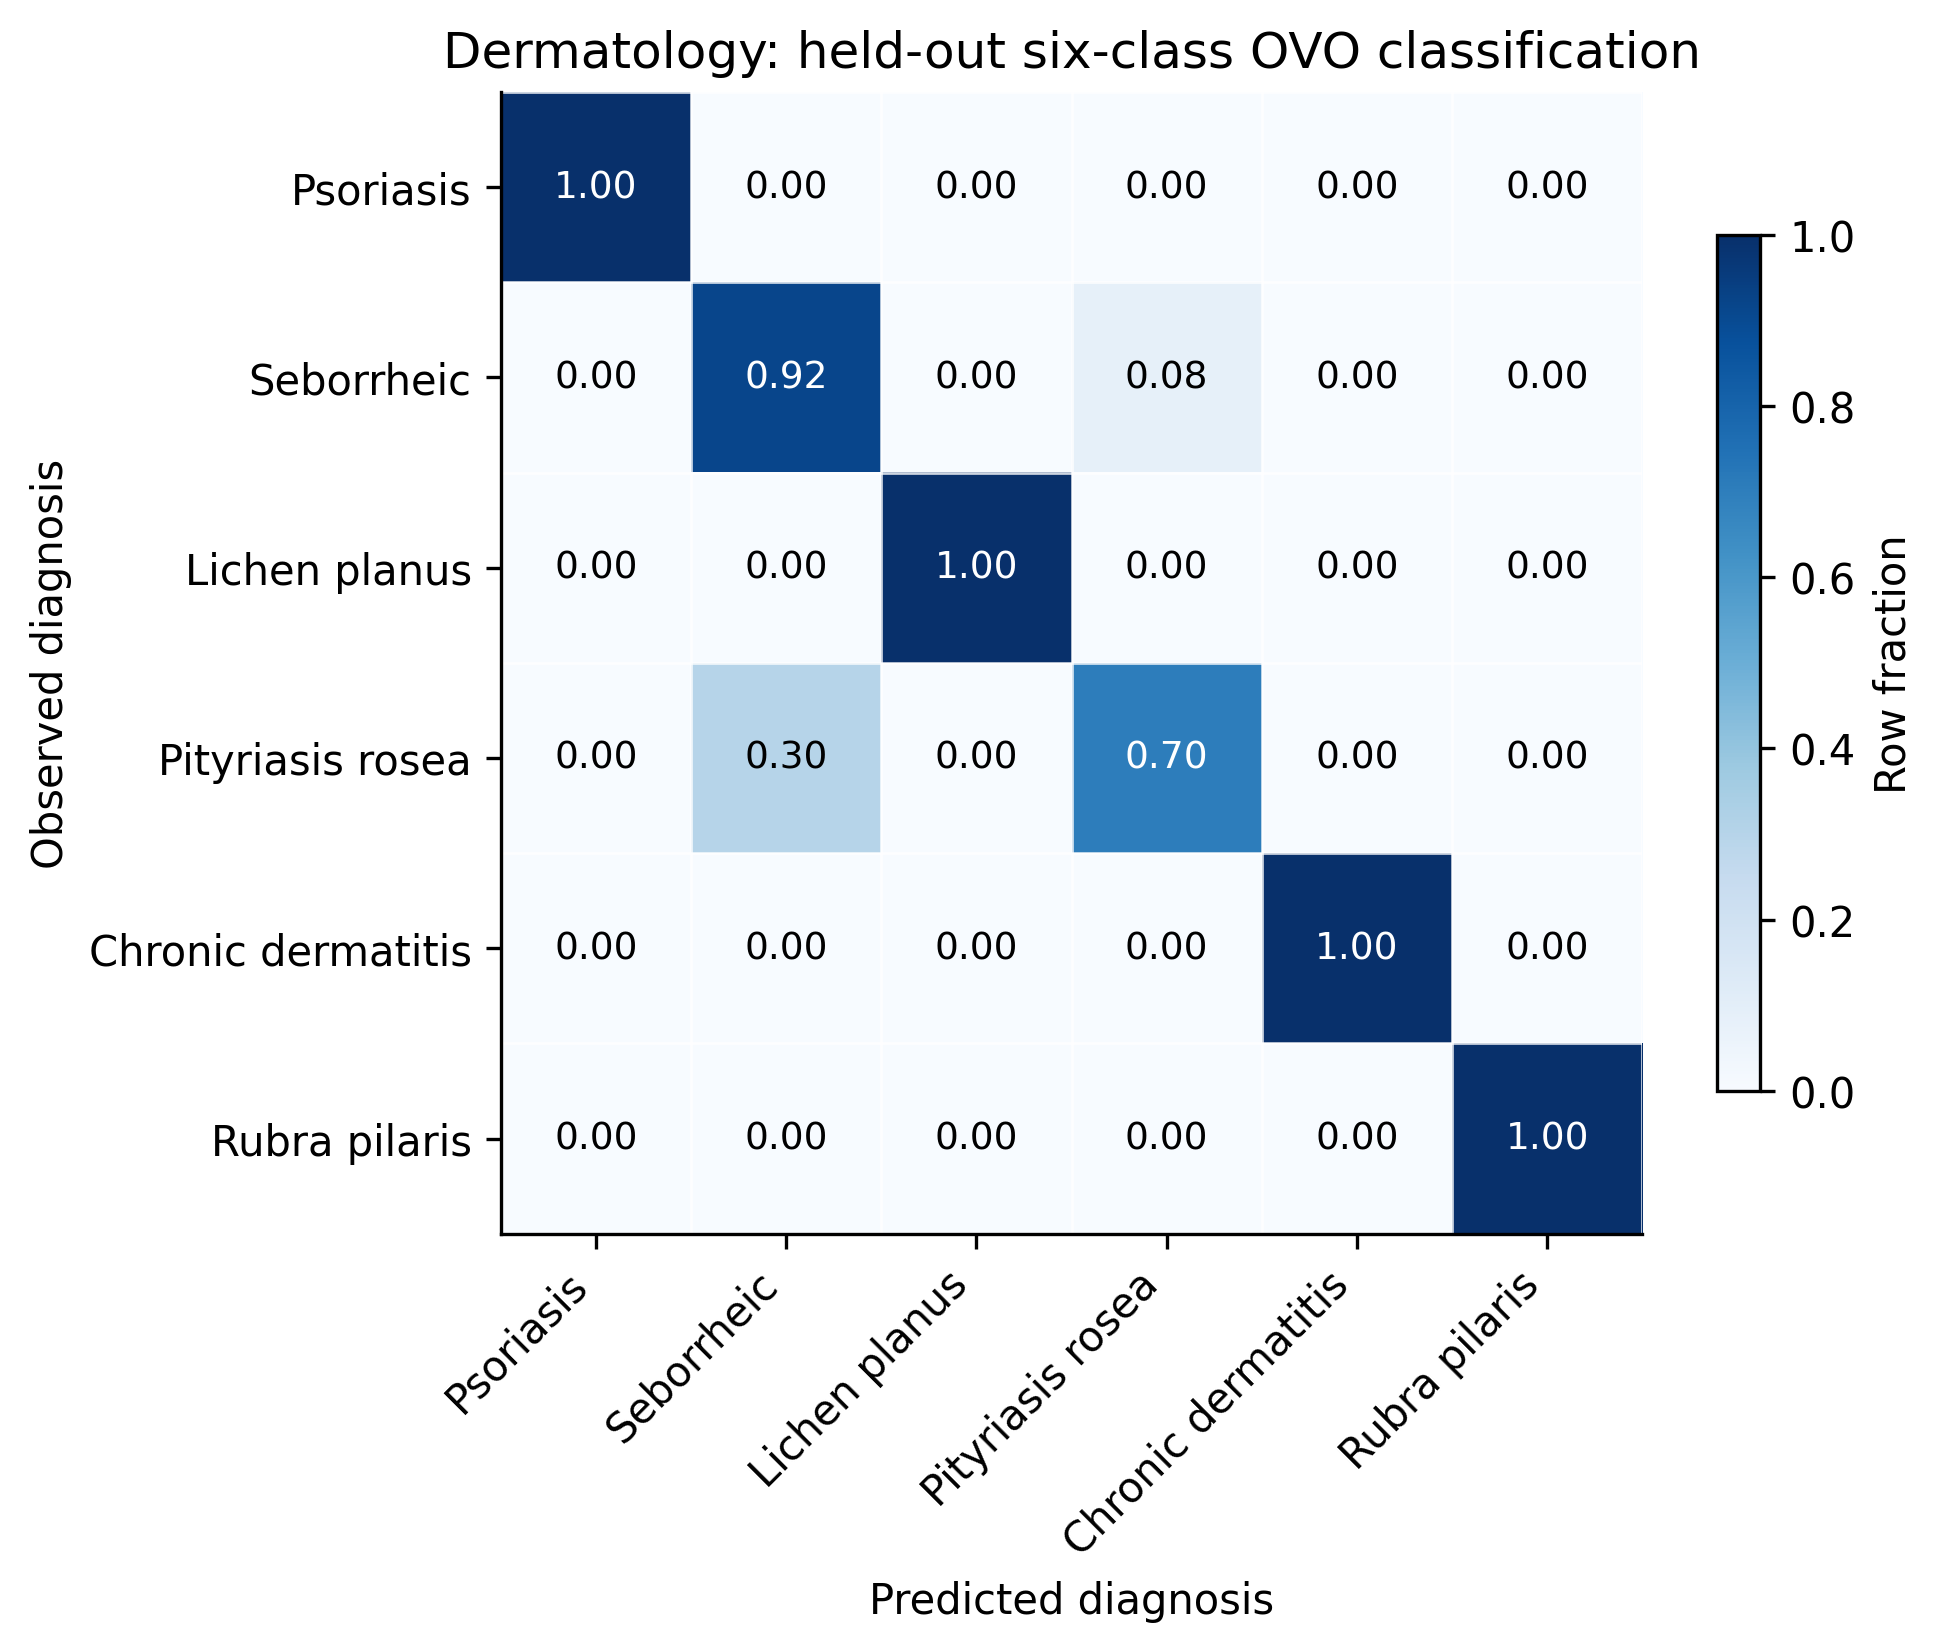 Dermatology: held-out six-class OVO classification
Observed diagnosis
Psoriasis 1.00 0.00 0.00 0.00 0.00 0.00
Seborrheic 0.00 0.92 0.00 0.08 0.00 0.00
Lichen planus 0.00 0.00 1.00 0.00 0.00 0.00
Pityriasis rosea 0.00 0.30 0.00 0.70 0.00 0.00
Chronic dermatitis 0.00 0.00 0.00 0.00 1.00 0.00
Rubra pilaris 0.00 0.00 0.00 0.00 0.00 1.00
Psoriasis
Seborrheic
Lichen planus
Pityriasis rosea
Chronic dermatitis
Rubra pilaris
Predicted diagnosis
1.0
0.8
0.6
0.4
0.2
0.0
Row fraction